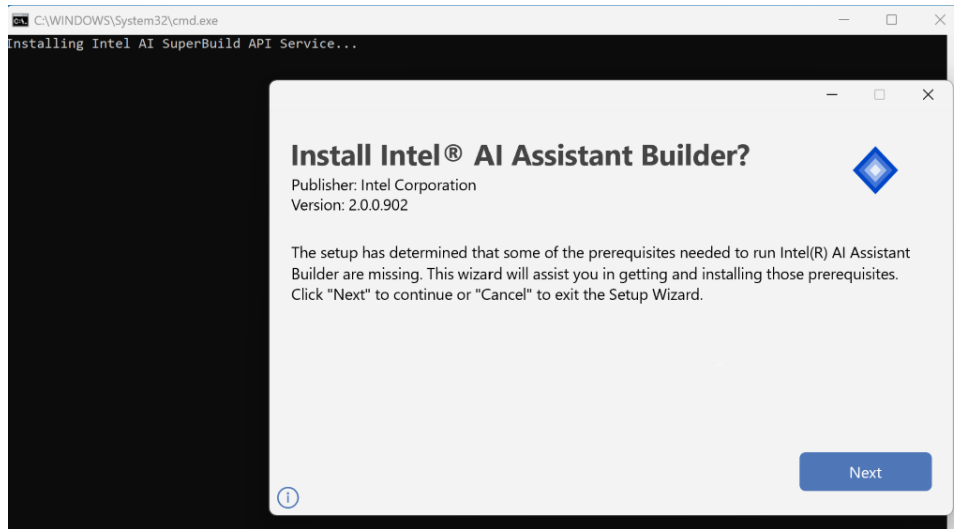 C:\WINDOWS\System32\cmd.exe
Installing Intel AI SuperBuild API Service...
Install Intel® AI Assistant Builder?
Publisher: Intel Corporation
Version: 2.0.0.902
The setup has determined that some of the prerequisites needed to run Intel(R) AI Assistant
Builder are missing. This wizard will assist you in getting and installing those prerequisites.
Click "Next" to continue or "Cancel" to exit the Setup Wizard.
Next